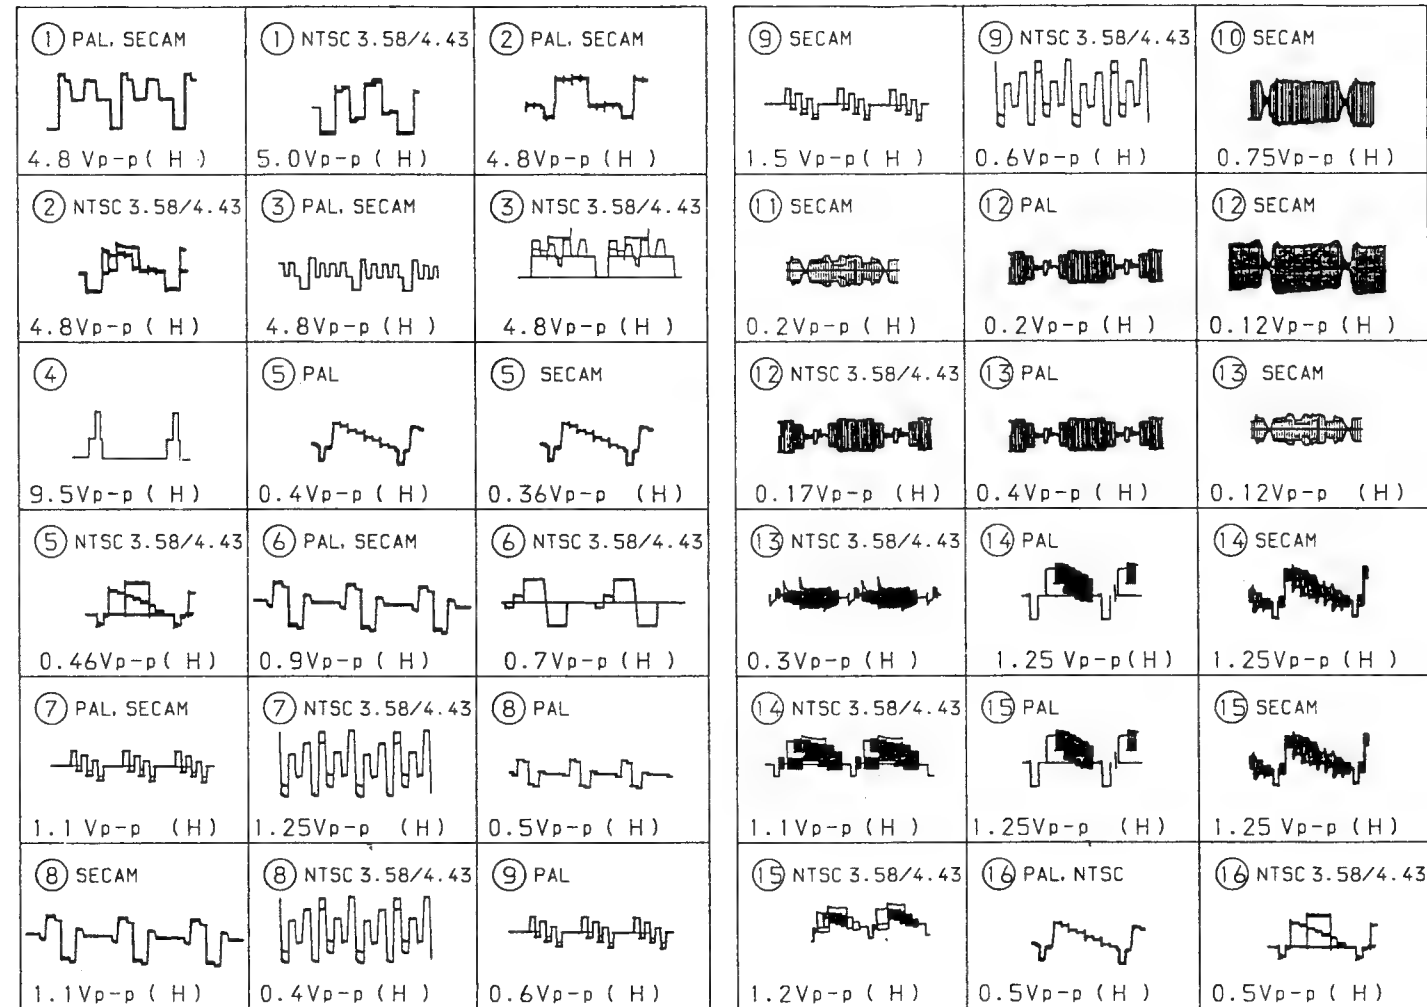 ① PAL, SECAM
4.8 Vp-p ( H )
① NTSC 3.58/4.43
5.0Vp-p ( H )
② PAL, SECAM
4.8Vp-p ( H )
② NTSC 3.58/4.43
4.8Vp-p ( H )
③ PAL, SECAM
4.8Vp-p ( H )
③ NTSC 3.58/4.43
4.8Vp-p ( H )
④
9.5Vp-p ( H )
⑤ PAL
0.4Vp-p ( H )
⑤ SECAM
0.36Vp-p (H)
⑤ NTSC 3.58/4.43
0.46Vp-p( H )
⑥ PAL, SECAM
0.9Vp-p ( H )
⑥ NTSC 3.58/4.43
0.7Vp-p ( H )
⑦ PAL, SECAM
1.1 Vp-p (H)
⑦ NTSC 3.58/4.43
1.25Vp-p (H)
⑧ PAL
0.5Vp-p ( H )
⑧ SECAM
1.1Vp-p ( H )
⑧ NTSC 3.58/4.43
0.4Vp-p ( H )
⑨ PAL
0.6Vp-p ( H )
⑨ SECAM
1.5 Vp-p( H )
⑨ NTSC 3.58/4.43
0.6Vp-p ( H )
⑩ SECAM
0.75Vp-p (H)
⑪ SECAM
0.2Vp-p ( H )
⑫ PAL
0.2Vp-p ( H )
⑫ SECAM
0.12Vp-p ( H )
⑫ NTSC 3.58/4.43
0.17Vp-p (H)
⑬ PAL
0.4Vp-p ( H )
⑬ SECAM
0.12Vp-p (H)
⑬ NTSC 3.58/4.43
0.3Vp-p ( H )
⑭ PAL
1.25 Vp-p(H)
⑭ SECAM
1.25Vp-p ( H )
⑭ NTSC 3.58/4.43
1.1Vp-p ( H )
⑮ PAL
1.25Vp-p (H)
⑮ SECAM
1.25 Vp-p ( H )
⑮ NTSC 3.58/4.43
1.2Vp-p ( H )
⑯ PAL, NTSC
0.5Vp-p ( H )
⑯ NTSC 3.58/4.43
0.5Vp-p ( H )